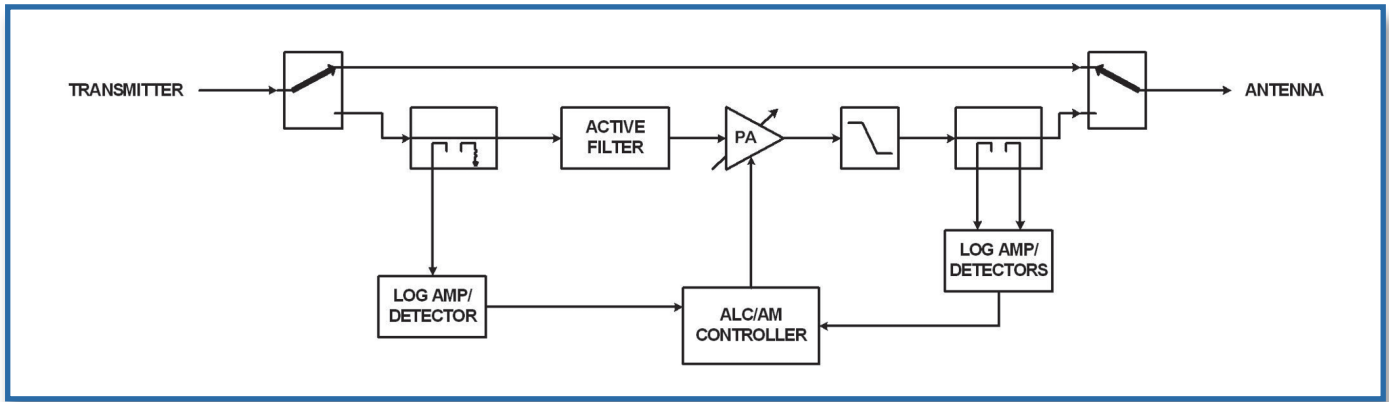 TRANSMITTER
ANTENNA
ACTIVE
FILTER
PA
LOG AMP/
DETECTORS
LOG AMP/
DETECTOR
ALC/AM
CONTROLLER